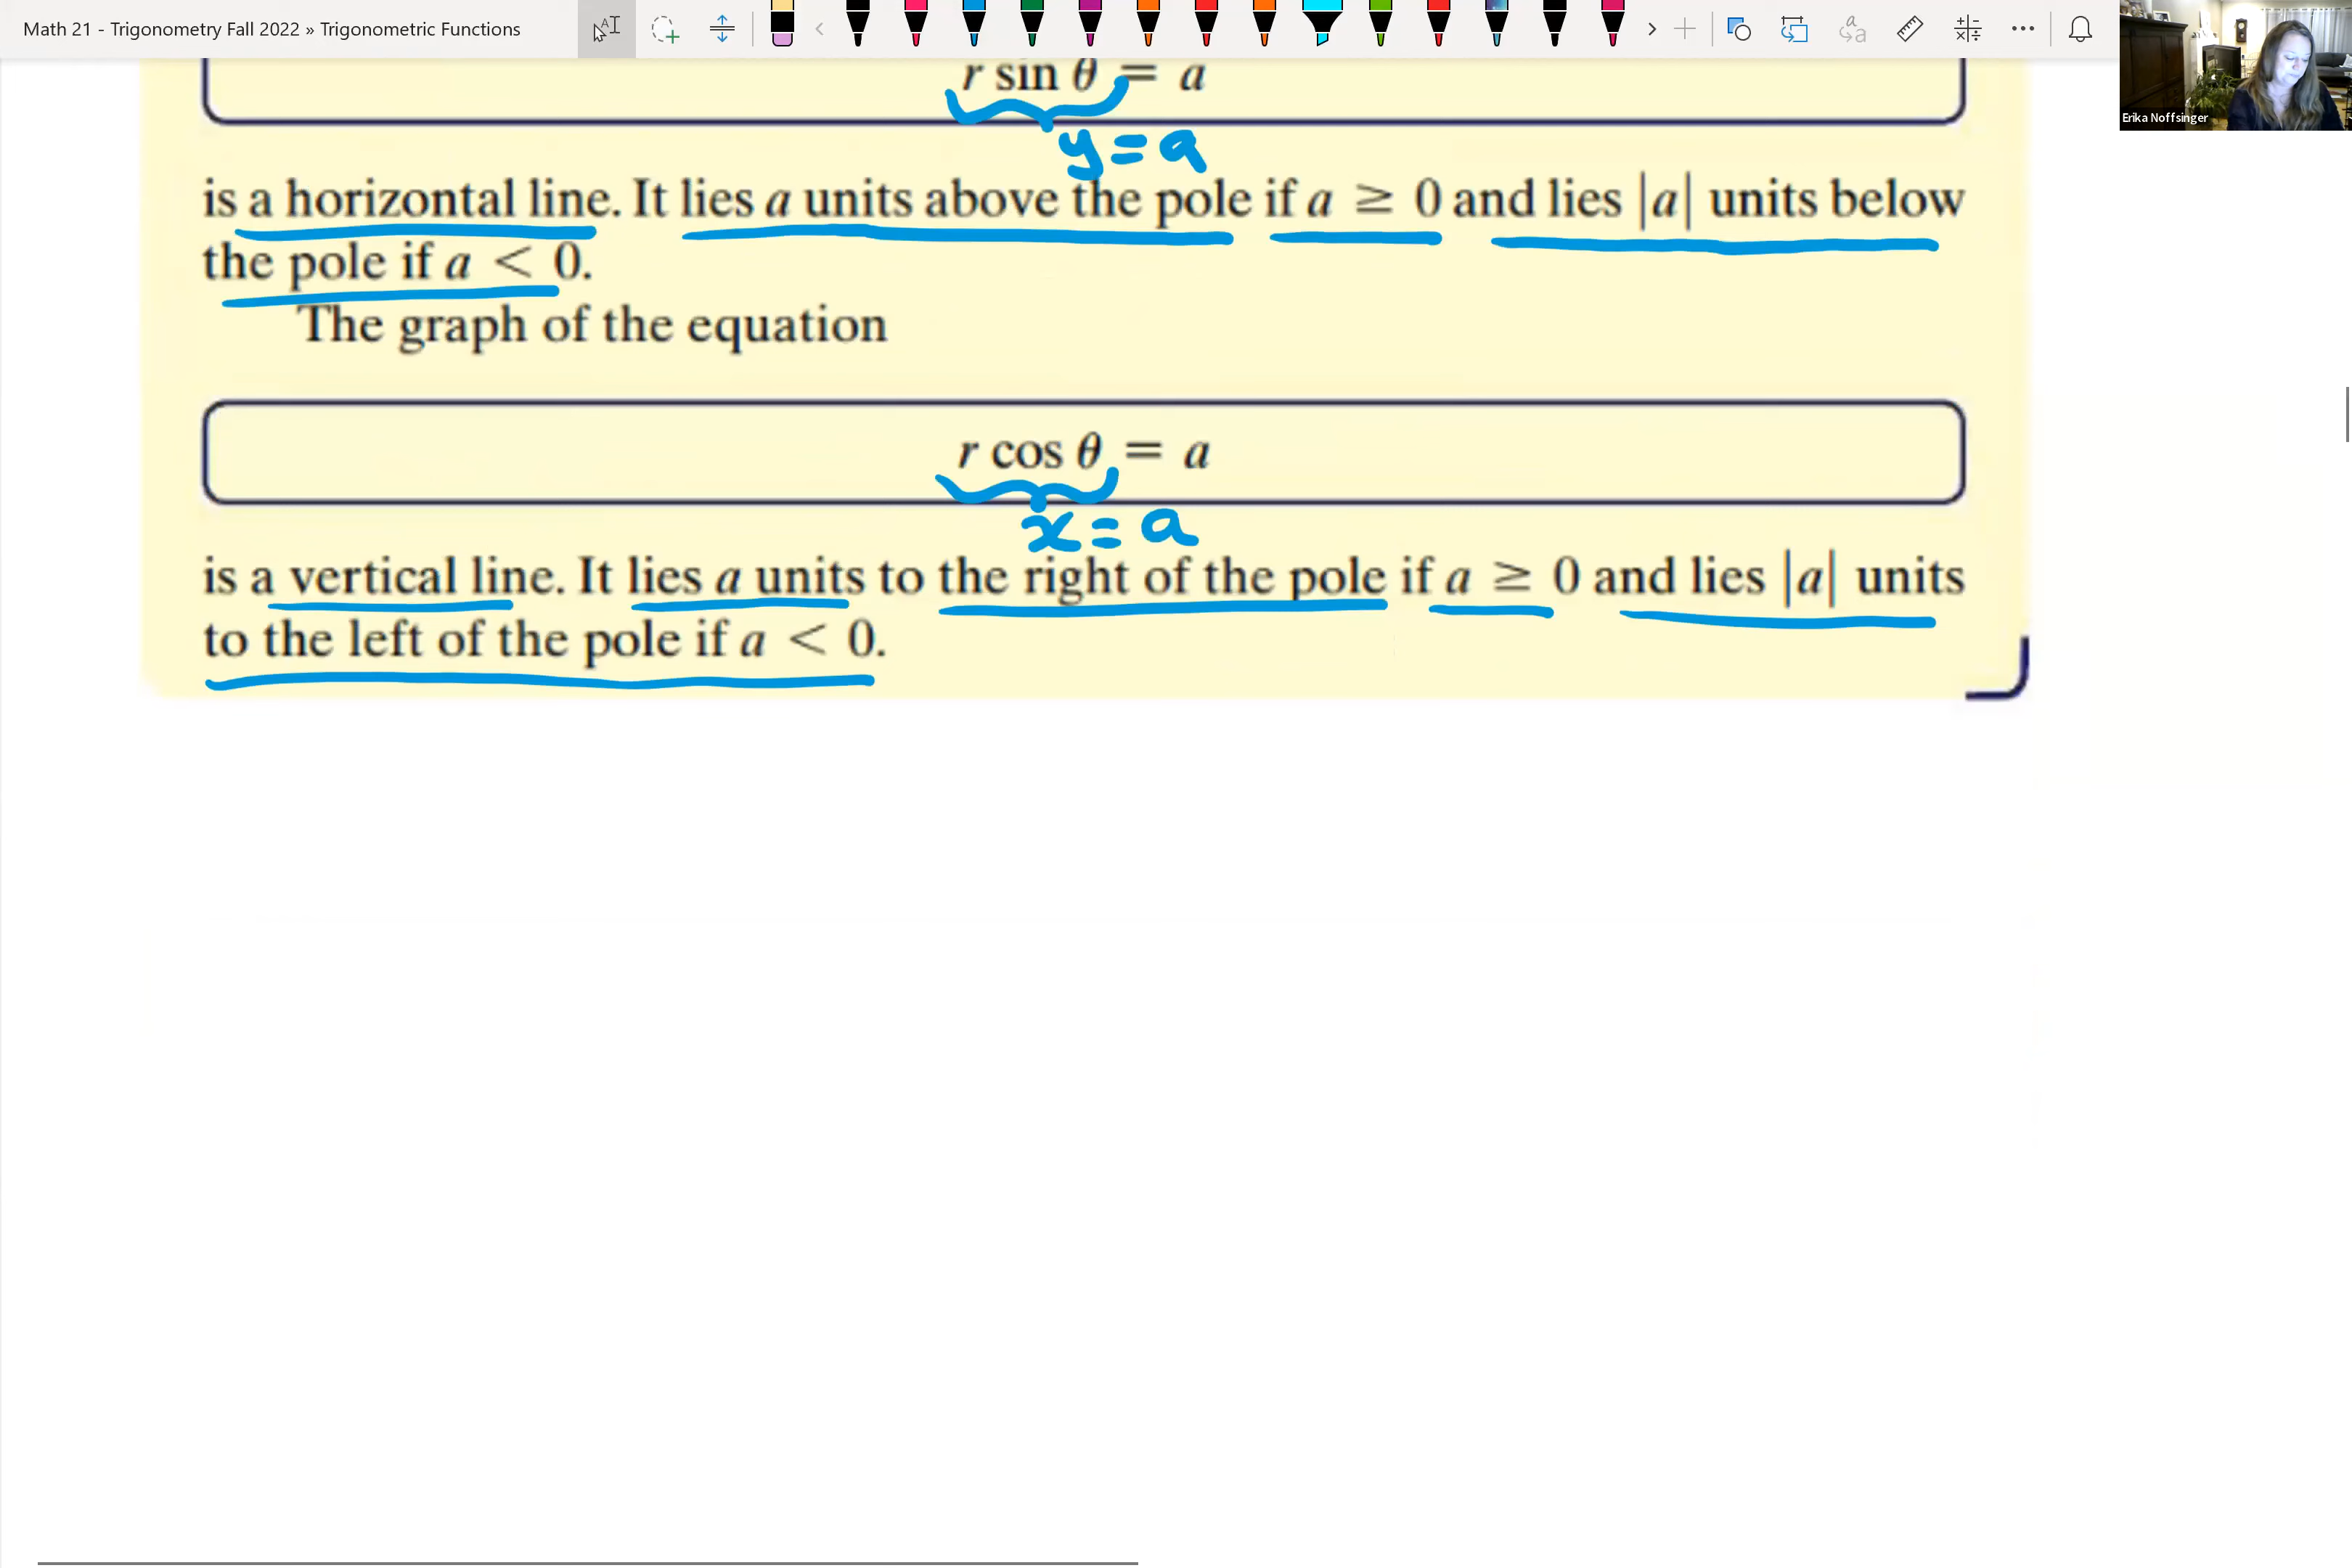 Math 21 - Trigonometry Fall 2022 » Trigonometric Functions
Erika Noffsinger
r sin θ = a
y = a
is a horizontal line. It lies a units above the pole if a ≥ 0 and lies |a| units below
the pole if a < 0.
The graph of the equation
r cos θ = a
x = a
is a vertical line. It lies a units to the right of the pole if a ≥ 0 and lies |a| units
to the left of the pole if a < 0.